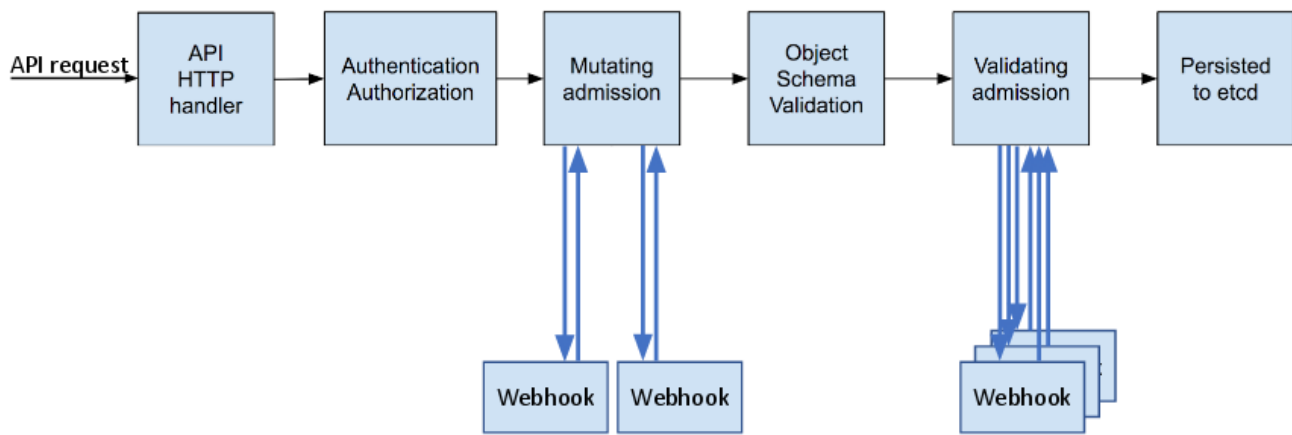 API request
API
HTTP
handler
Authentication
Authorization
Mutating
admission
Object
Schema
Validation
Validating
admission
Persisted
to etcd
Webhook
Webhook
Webhook